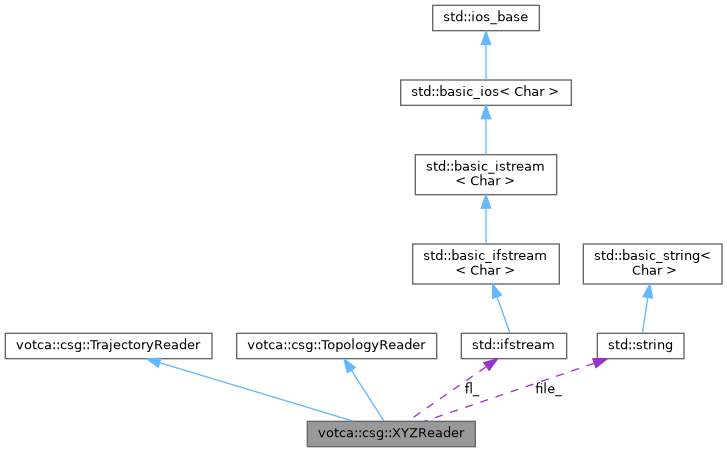 std::ios_base
std::basic_ios< Char >
std::basic_istream
< Char >
std::basic_ifstream
< Char >
std::basic_string<
Char >
votca::csg::TrajectoryReader
votca::csg::TopologyReader
std::ifstream
std::string
fl_
file_
votca::csg::XYZReader